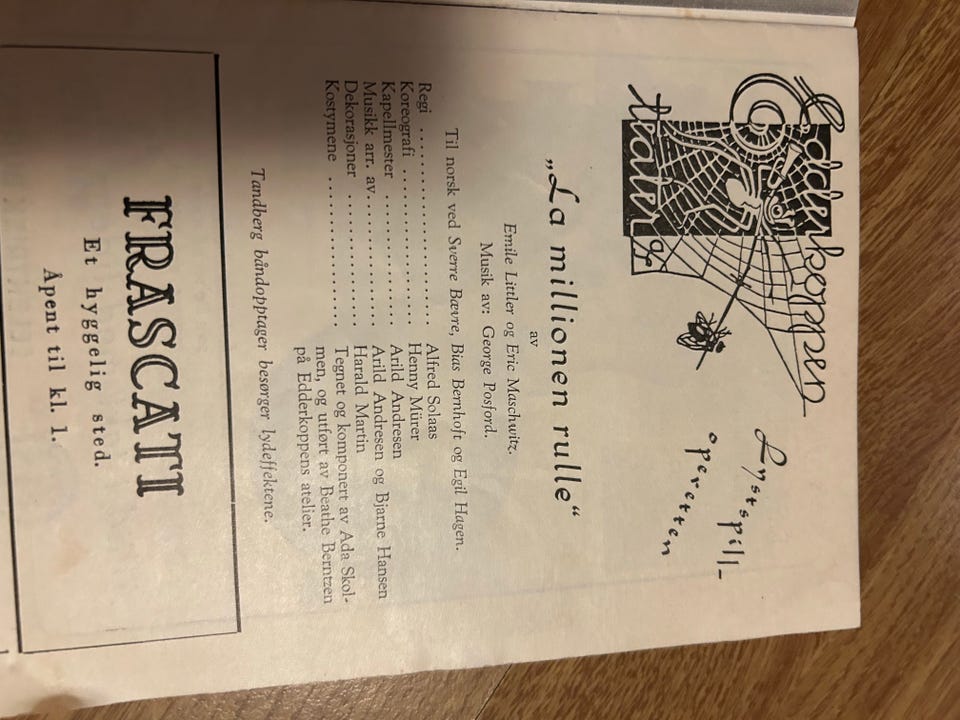 Edderkoppen
teater
Lystspill-
operetten
„La millionen rulle“
av
Emile Littler og Eric Maschwitz.
Musik av: George Posford.
Til norsk ved Sverre Bævre, Bias Bernhoft og Egil Hagen.
Regi .......................... Alfred Solaas
Koreografi .................... Henny Mürer
Kapellmester .................. Arild Andresen
Musikk arr. av................. Arild Andresen og Bjarne Hansen
Dekorasjoner .................. Harald Martin
Kostymene ..................... Tegnet og komponert av Ada Skol-
men, og utført av Beathe Berntzen
på Edderkoppens atelier.
Tandberg båndopptager besørger lydeffektene.
FRASCATI
Et hyggelig sted.
Åpent til kl. 1.